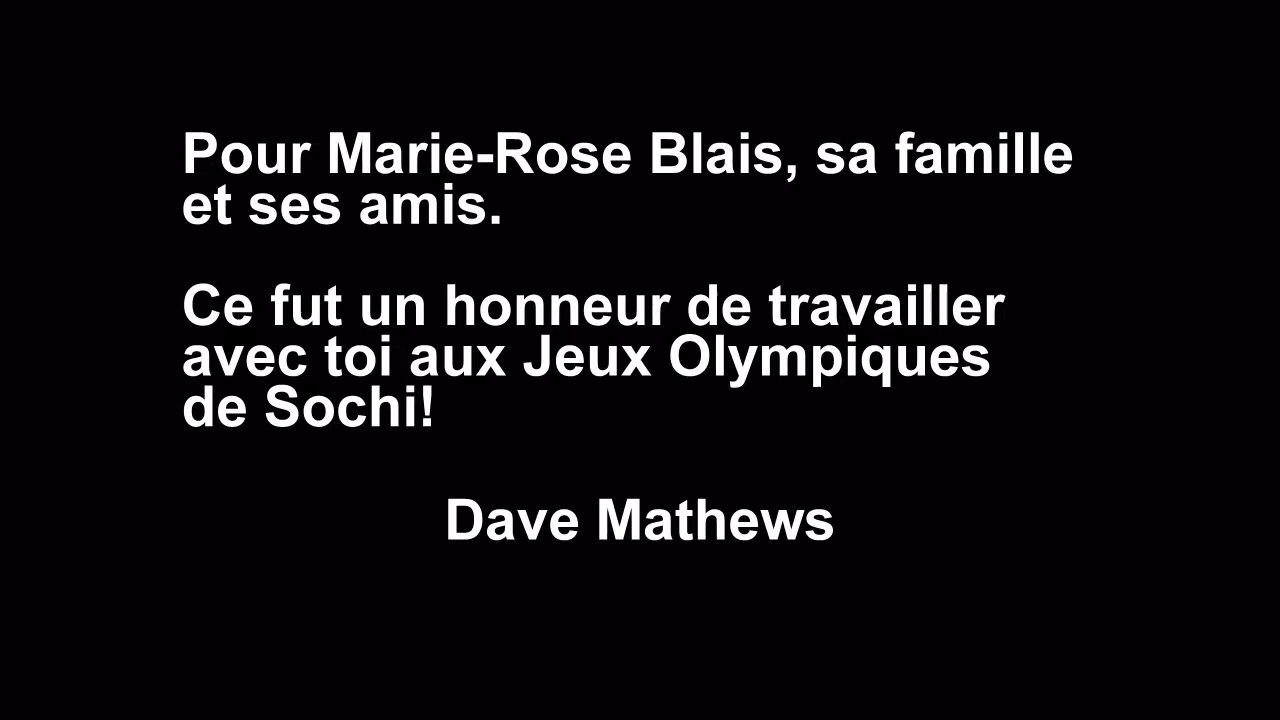 Pour Marie-Rose Blais, sa famille
et ses amis.
Ce fut un honneur de travailler
avec toi aux Jeux Olympiques
de Sochi!
Dave Mathews